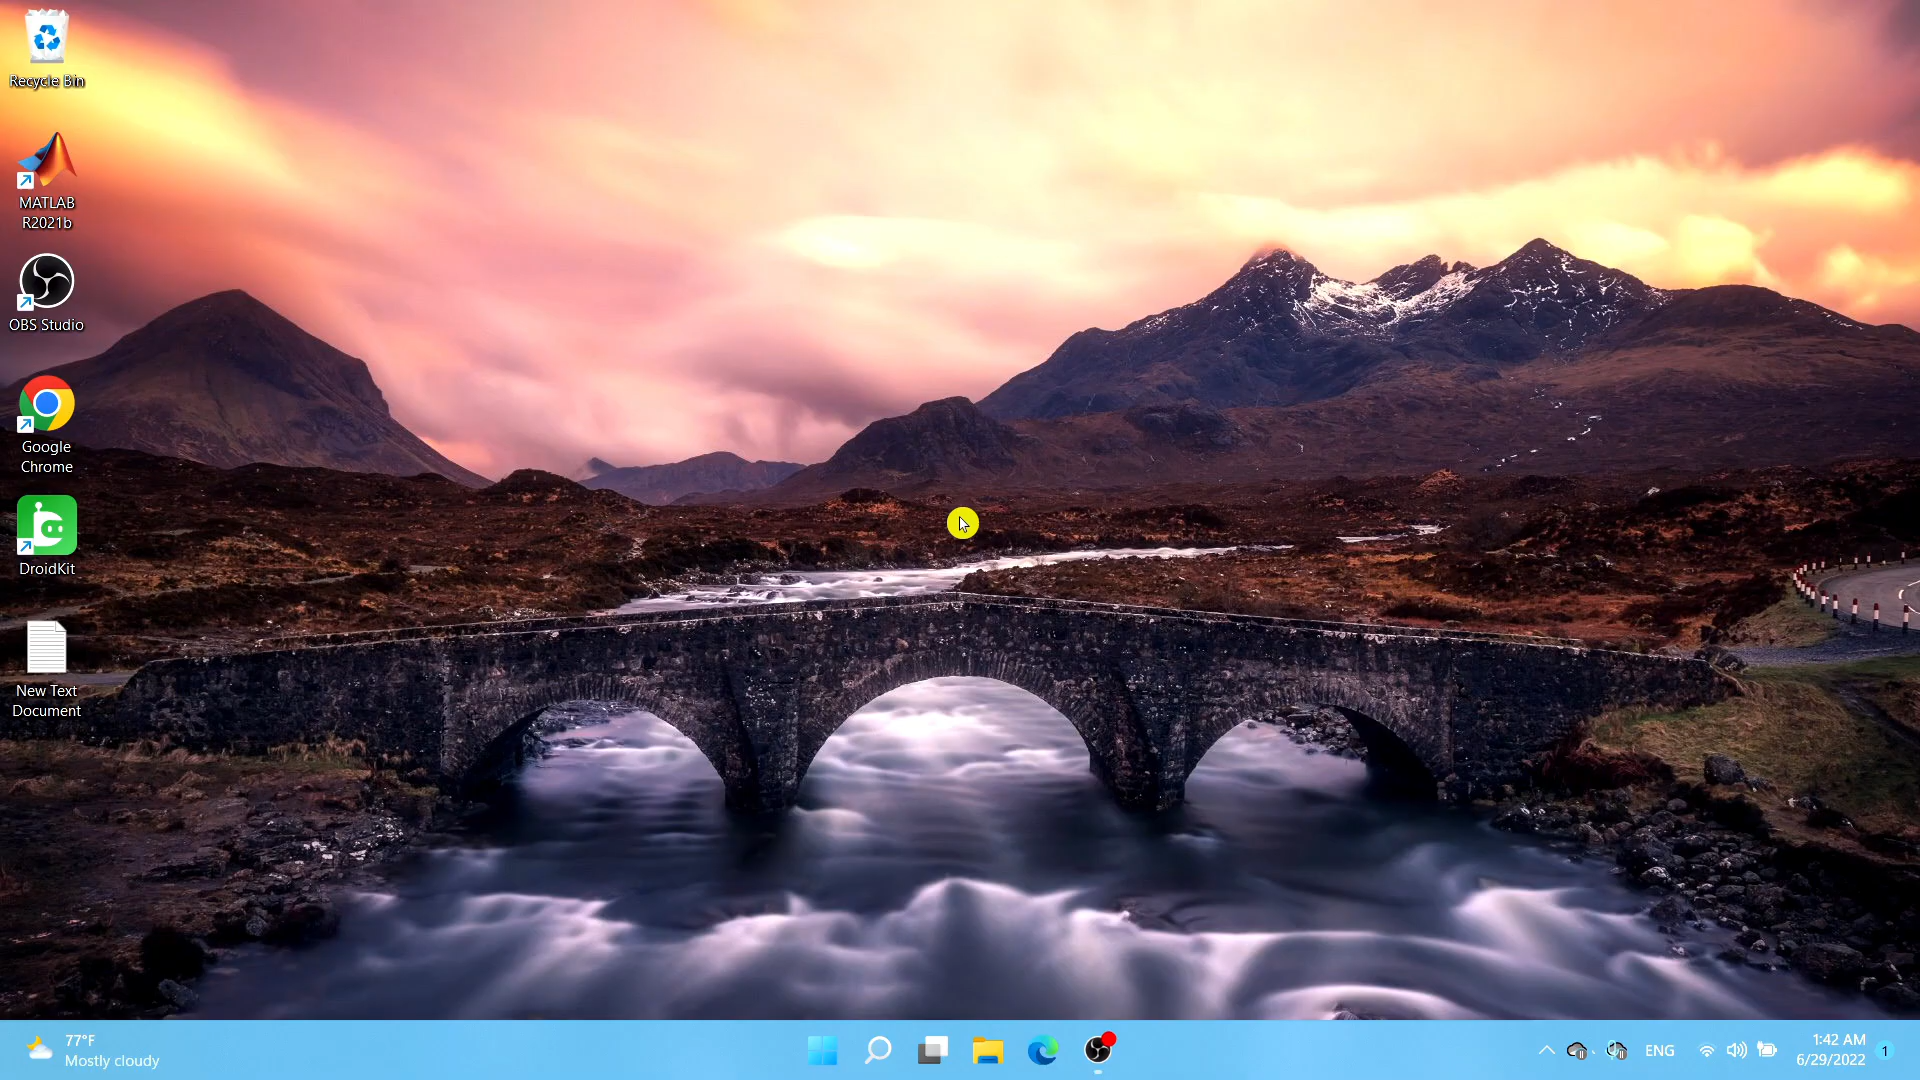 Recycle Bin
MATLAB
R2021b
OBS Studio
Google
Chrome
DroidKit
New Text
Document
77°F
Mostly cloudy
ENG
1:42 AM
6/29/2022
1